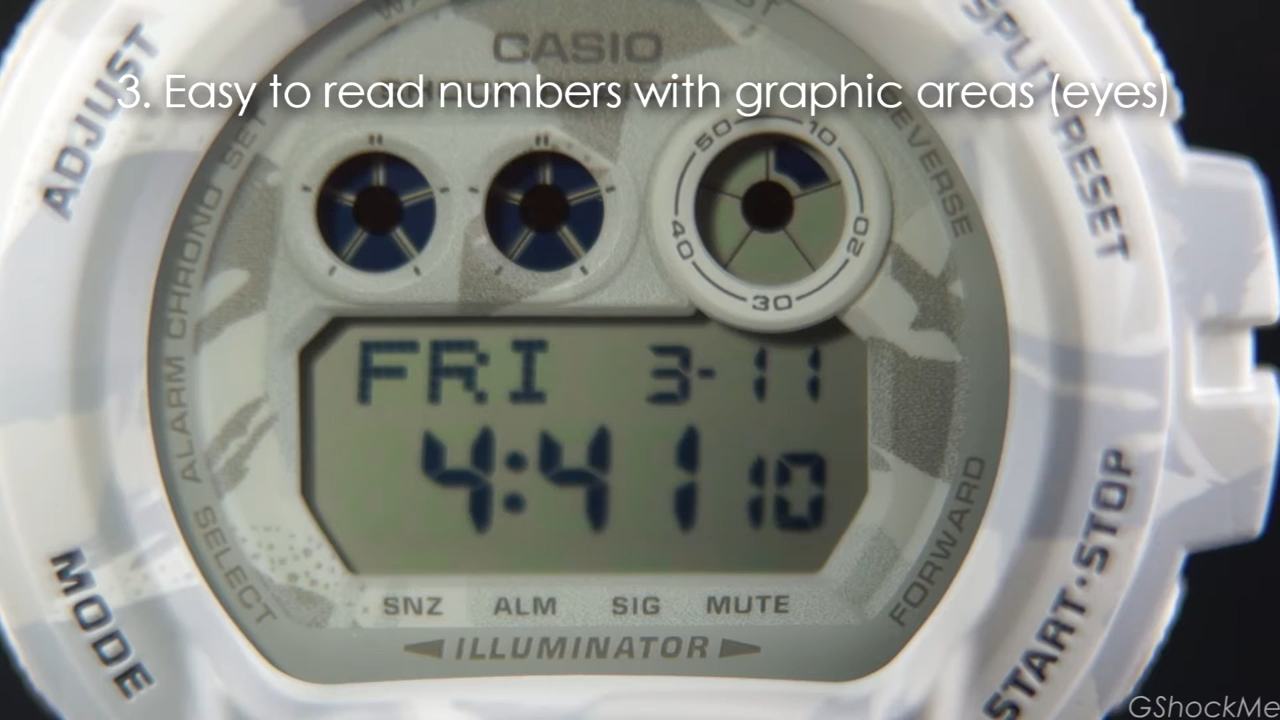 CASIO
3. Easy to read numbers with graphic areas (eyes)
ADJUST
SPLIT
RESET
ALARM CHRONO SET
REVERSE
50
10
40
20
30
FRI 3-11
4:41 10
SELECT
FORWARD
MODE
START•STOP
SNZ ALM SIG MUTE
ILLUMINATOR
GShockMe